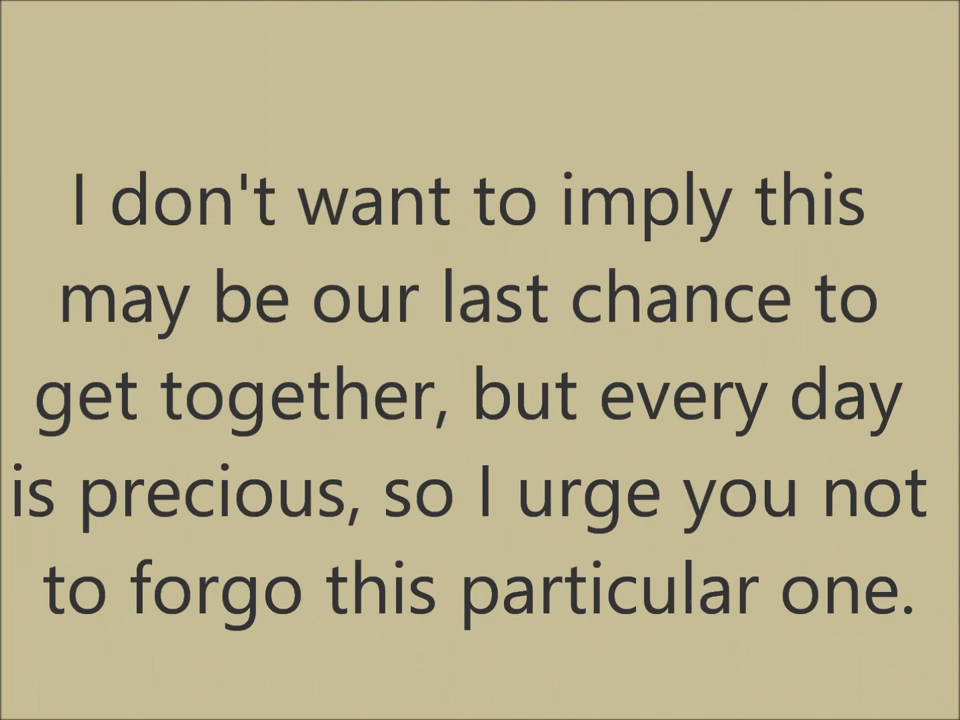 I don't want to imply this
may be our last chance to
get together, but every day
is precious, so I urge you not
to forgo this particular one.